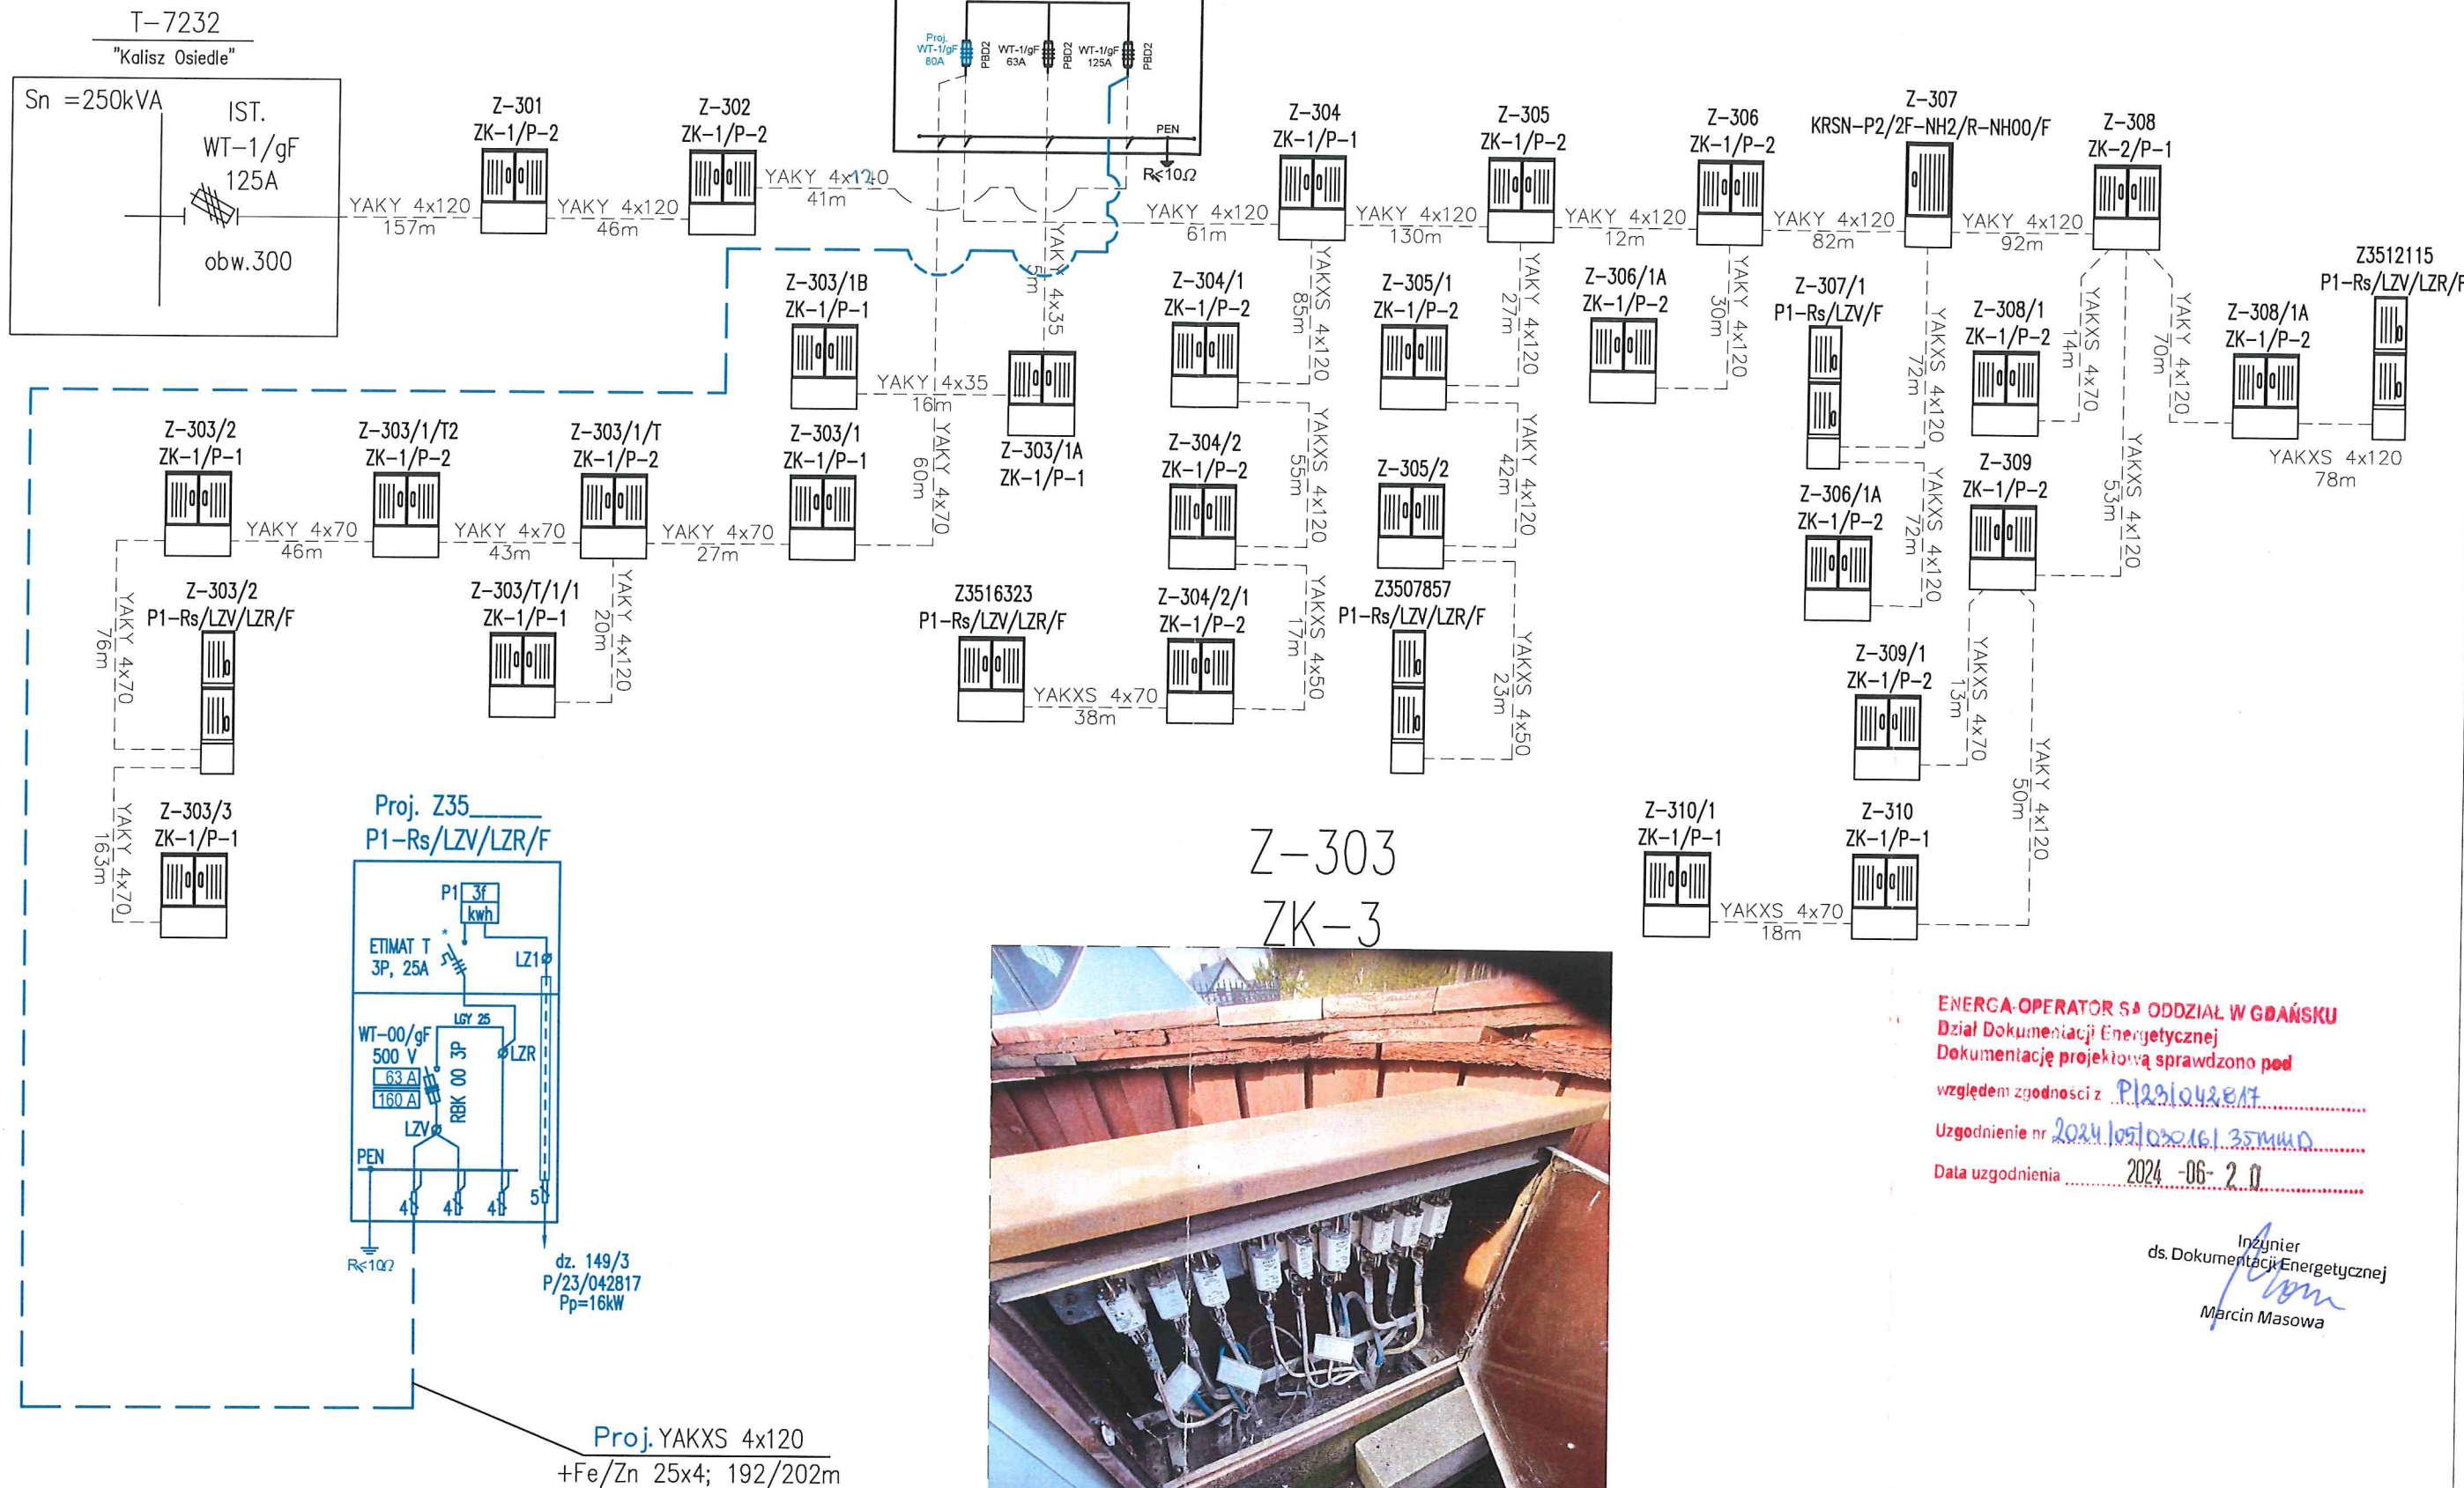 T-7232
"Kalisz Osiedle"
Sn =250kVA
IST.
WT-1/gF
125A
obw.300
YAKY 4x120
157m
Z-301
ZK-1/P-2
YAKY 4x120
46m
Z-302
ZK-1/P-2
YAKY 4x120
41m
Proj.
WT-1/gF
80A
PBD2
WT-1/gF
63A
PBD2
WT-1/gF
125A
PBD2
PEN
R≤10Ω
YAKY 4x120
61m
Z-304
ZK-1/P-1
YAKY 4x120
130m
Z-305
ZK-1/P-2
YAKY 4x120
12m
Z-306
ZK-1/P-2
YAKY 4x120
82m
Z-307
KRSN-P2/2F-NH2/R-NH00/F
YAKY 4x120
92m
Z-308
ZK-2/P-1
Z-303/1B
ZK-1/P-1
YAKY 4x35
16m
YAKY 4x35
5m
Z-303/1A
ZK-1/P-1
YAKY 4x70
60m
Z-304/1
ZK-1/P-2
YAKXS 4x120
85m
Z-305/1
ZK-1/P-2
YAKY 4x120
27m
Z-306/1A
ZK-1/P-2
YAKY 4x120
30m
Z-307/1
P1-Rs/LZV/F
YAKXS 4x120
72m
Z-308/1
ZK-1/P-2
YAKXS 4x70
14m
YAKY 4x120
70m
Z-308/1A
ZK-1/P-2
Z3512115
P1-Rs/LZV/LZR/F
YAKXS 4x120
78m
Z-303/2
ZK-1/P-1
YAKY 4x70
46m
Z-303/1/T2
ZK-1/P-2
YAKY 4x70
43m
Z-303/1/T
ZK-1/P-2
YAKY 4x70
27m
Z-303/1
ZK-1/P-1
Z-304/2
ZK-1/P-2
YAKXS 4x120
55m
Z-305/2
YAKY 4x120
42m
Z-306/1A
ZK-1/P-2
YAKXS 4x120
72m
Z-309
ZK-1/P-2
YAKXS 4x120
53m
YAKY 4x70
76m
Z-303/2
P1-Rs/LZV/LZR/F
Z-303/T/1/1
ZK-1/P-1
YAKY 4x120
20m
Z3516323
P1-Rs/LZV/LZR/F
YAKXS 4x70
38m
Z-304/2/1
ZK-1/P-2
YAKXS 4x50
17m
Z3507857
P1-Rs/LZV/LZR/F
YAKXS 4x50
23m
Z-309/1
ZK-1/P-2
YAKXS 4x70
13m
YAKY 4x120
50m
YAKY 4x70
163m
Z-303/3
ZK-1/P-1
Z-310/1
ZK-1/P-1
YAKXS 4x70
18m
Z-310
ZK-1/P-1
Proj. Z35_____
P1-Rs/LZV/LZR/F
P1
3f
kwh
ETIMAT T
3P, 25A
*
LZ1
LGY 25
WT-00/gF
500 V
63 A
160 A
RBK 00 3P
LZR
LZV
PEN
4
4
4
5
R≤10Ω
dz. 149/3
P/23/042817
Pp=16kW
Proj. YAKXS 4x120
+Fe/Zn 25x4; 192/202m
Z-303
ZK-3
ENERGA-OPERATOR SA ODDZIAŁ W GDAŃSKU
Dział Dokumentacji Energetycznej
Dokumentację projektową sprawdzono pod
względem zgodności z P/23/042817
Uzgodnienie nr 2024/05/03016/35MMD
Data uzgodnienia 2024 -06- 20
Inżynier
ds. Dokumentacji Energetycznej
Marcin Masowa